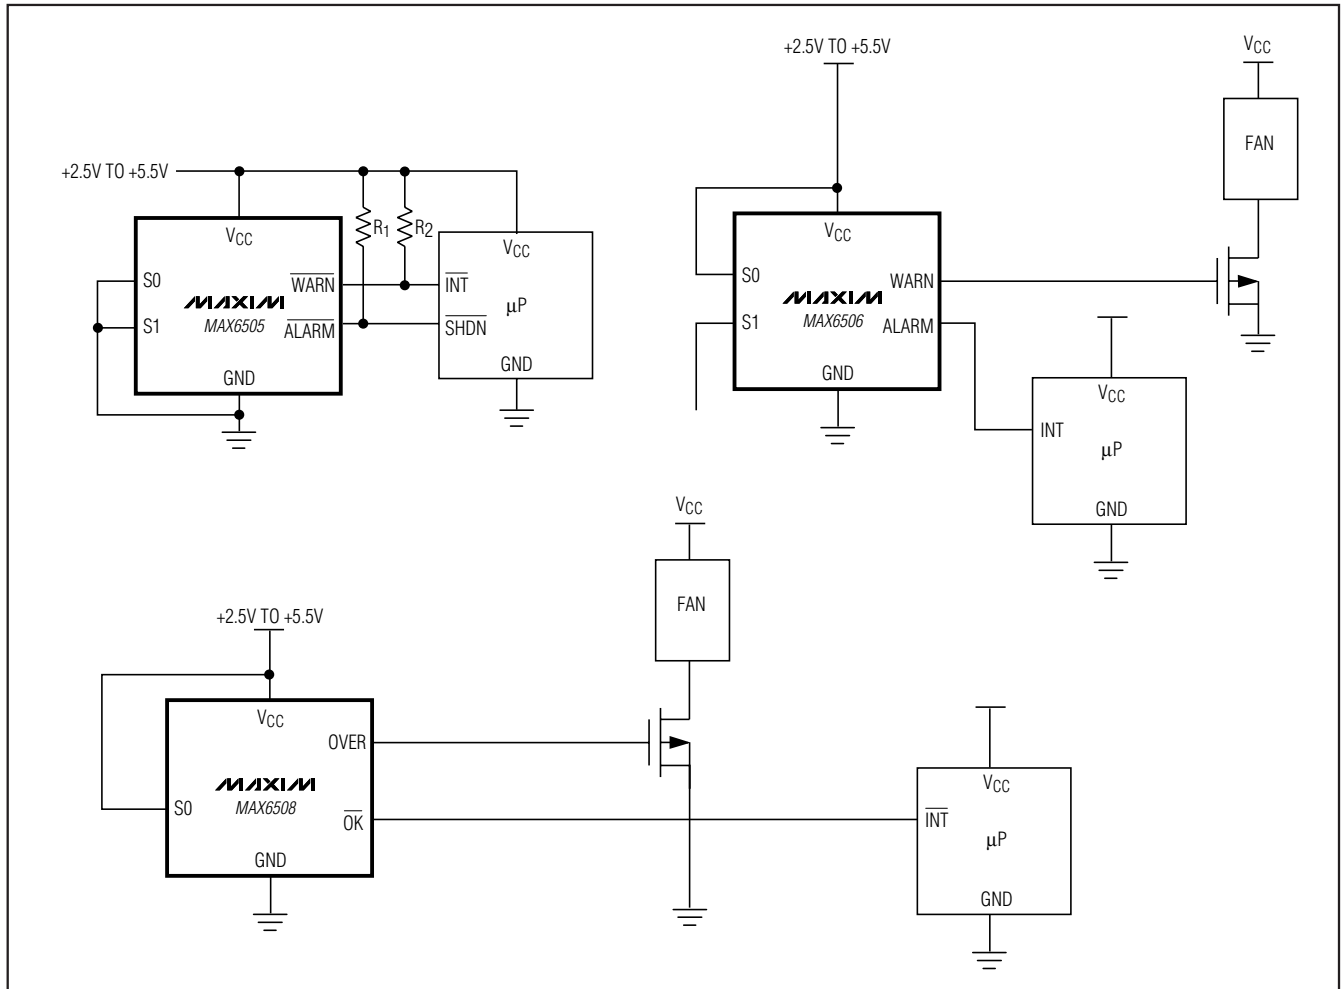 +2.5V TO +5.5V
VCC
S0
S1
WARN
ALARM
MAXIM
MAX6505
GND
R1
R2
VCC
INT
SHDN
µP
GND
+2.5V TO +5.5V
VCC
S0
S1
WARN
ALARM
MAXIM
MAX6506
GND
VCC
FAN
VCC
INT
µP
GND
+2.5V TO +5.5V
VCC
OVER
MAXIM
MAX6508
S0
OK
GND
VCC
FAN
VCC
INT
µP
GND